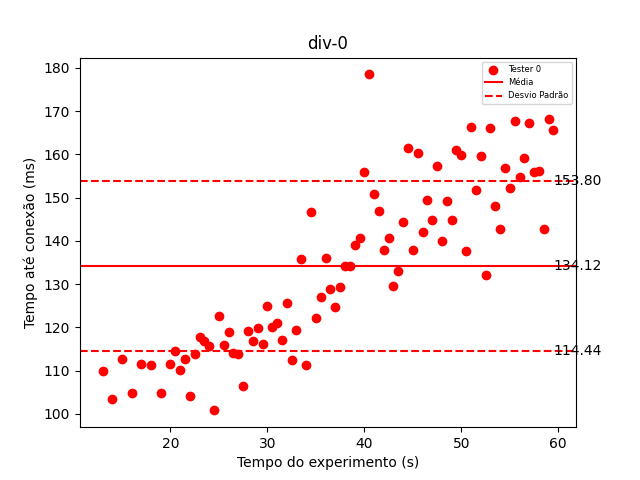 div-0
Tester 0
Média
Desvio Padrão
180
170
160
150
140
130
120
110
100
153.80
134.12
114.44
Tempo até conexão (ms)
20 30 40 50 60
Tempo do experimento (s)